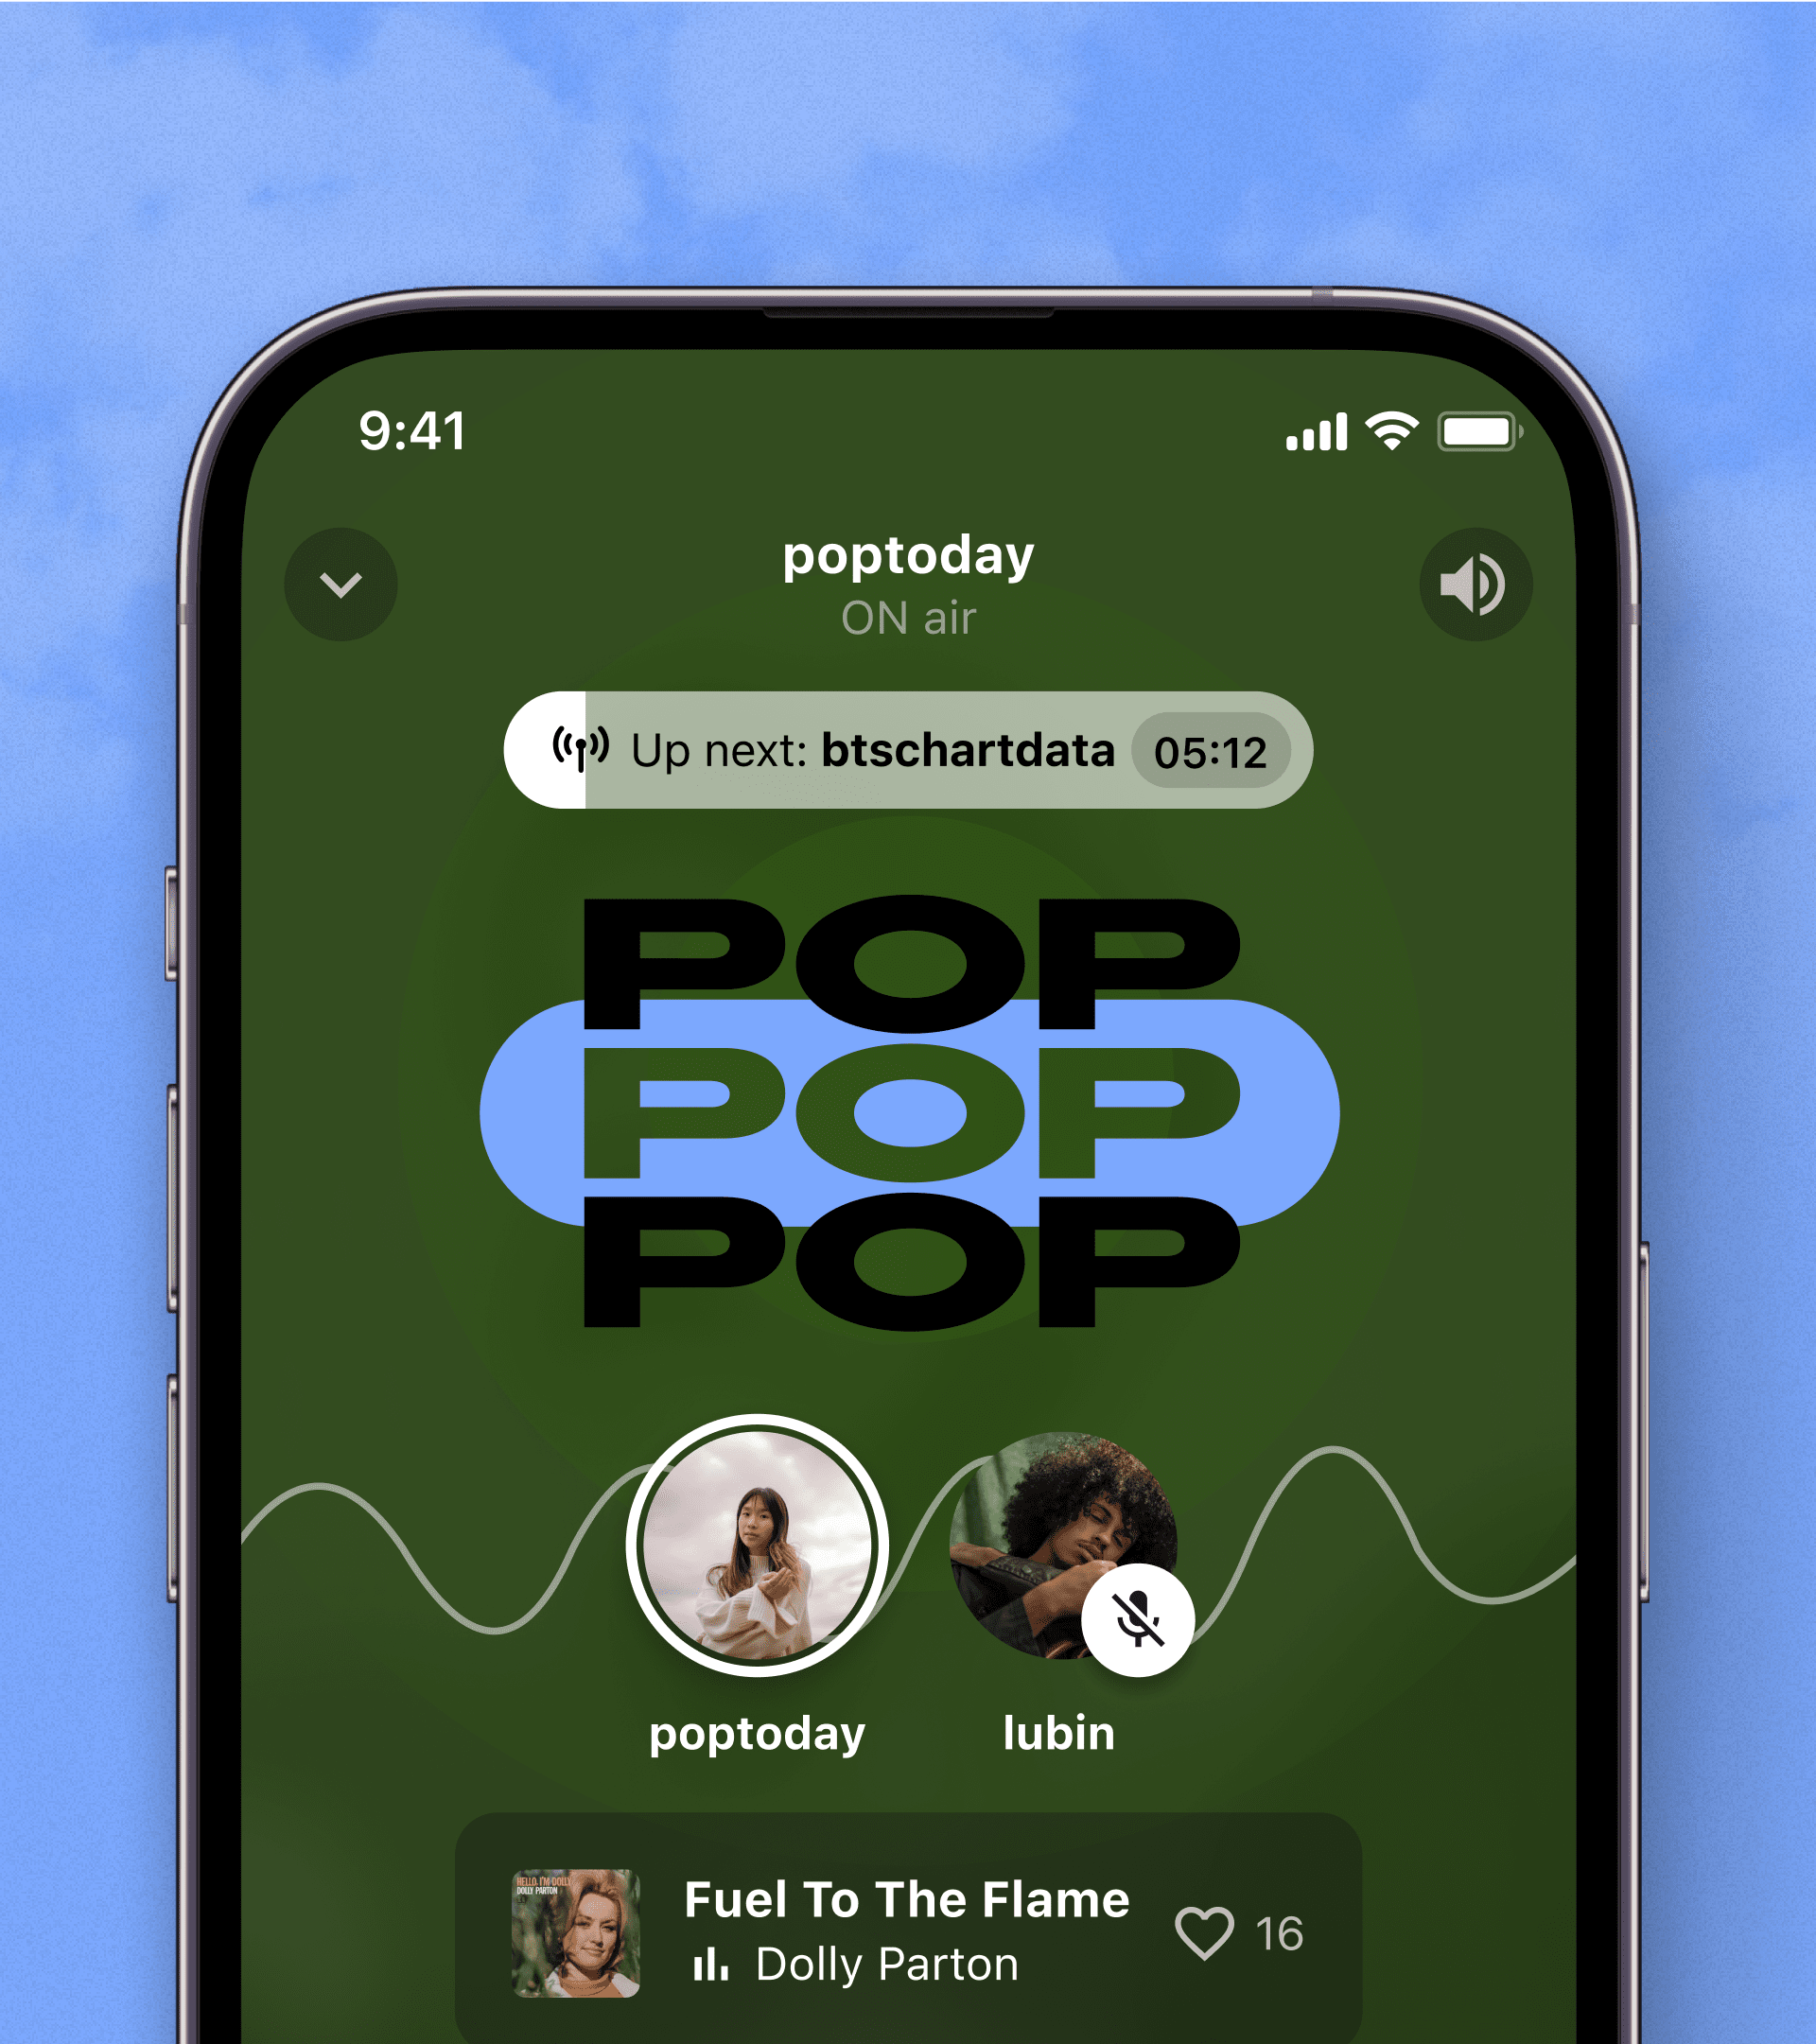 9:41
poptoday
ON air
Up next: btschartdata 05:12
POP
POP
POP
poptoday lubin
HELLO, I'M DOLLY
DOLLY PARTON
Fuel To The Flame
Dolly Parton
16